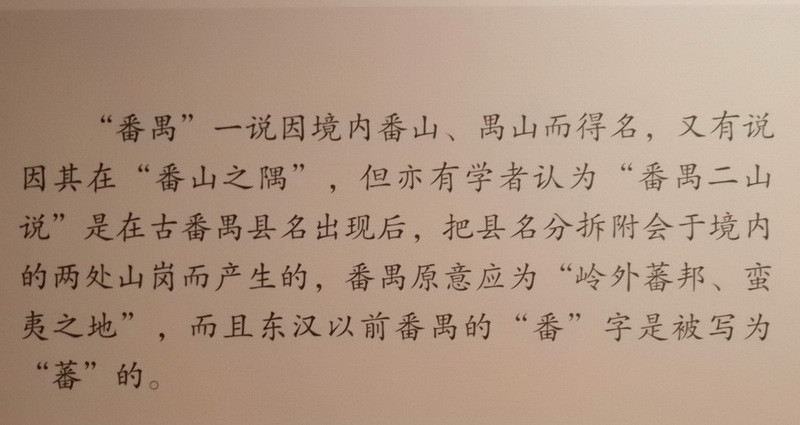 “番禺”一说因境内番山、禺山而得名，又有说
因其在“番山之隅”，但亦有学者认为“番禺二山
说”是在古番禺县名出现后，把县名分拆附会于境内
的两处山岗而产生的，番禺原意应为“岭外蕃邦、蛮
夷之地”，而且东汉以前番禺的“番”字是被写为
“蕃”的。